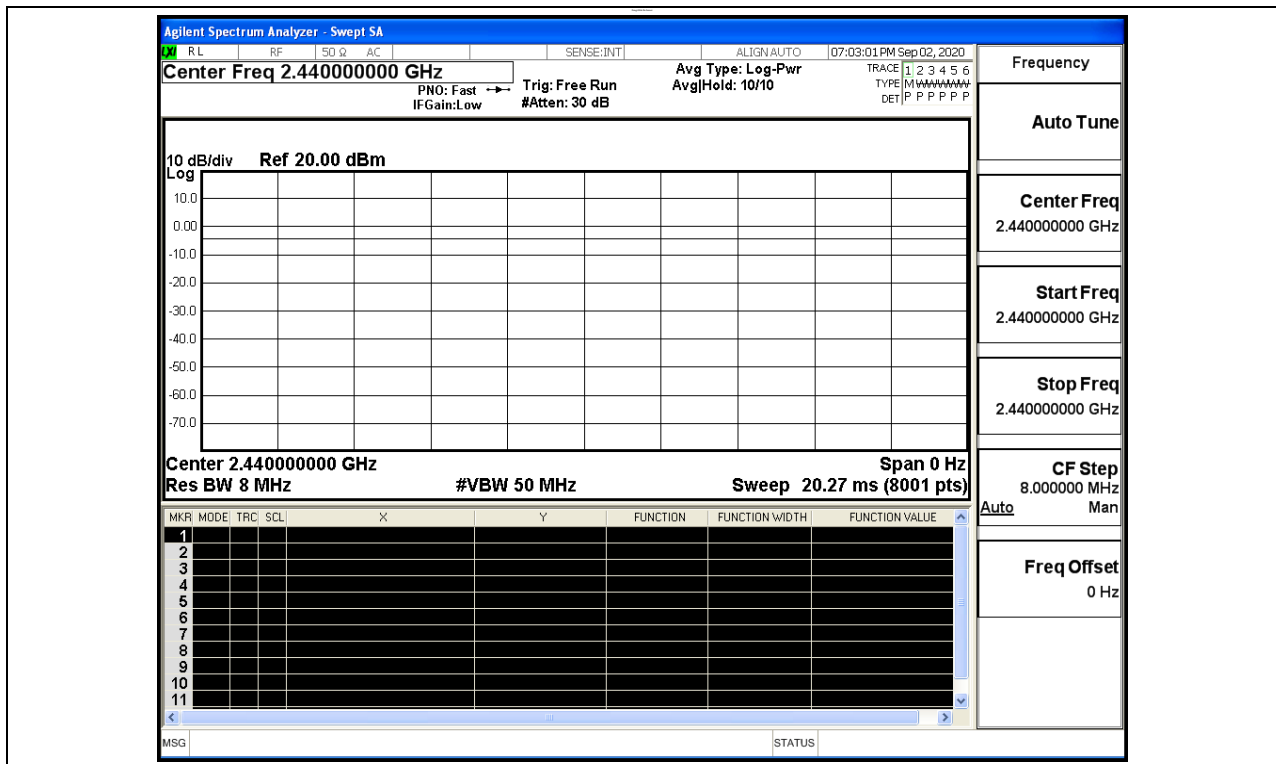 Agilent Spectrum Analyzer - Swept SA
LXI RL RF 50 Ω AC SENSE:INT ALIGN AUTO 07:03:01 PM Sep 02, 2020
Center Freq 2.440000000 GHz
PNO: Fast
IFGain:Low
Trig: Free Run
#Atten: 30 dB
Avg Type: Log-Pwr
Avg|Hold: 10/10
TRACE 1 2 3 4 5 6
TYPE M W W W W W
DET P P P P P P
10 dB/div Ref 20.00 dBm
Log
10.0
0.00
-10.0
-20.0
-30.0
-40.0
-50.0
-60.0
-70.0
Center 2.440000000 GHz Span 0 Hz
Res BW 8 MHz #VBW 50 MHz Sweep 20.27 ms (8001 pts)
MKR MODE TRC SCL X Y FUNCTION FUNCTION WIDTH FUNCTION VALUE
1
2
3
4
5
6
7
8
9
10
11
MSG STATUS
Frequency
Auto Tune
Center Freq
2.440000000 GHz
Start Freq
2.440000000 GHz
Stop Freq
2.440000000 GHz
CF Step
8.000000 MHz
Auto Man
Freq Offset
0 Hz